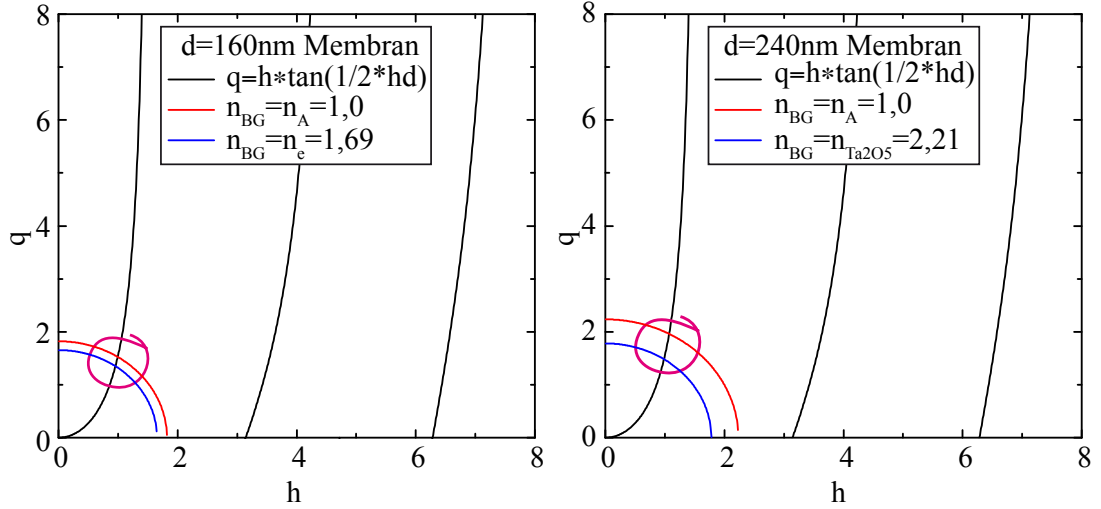 8
6
4
2
0
q
d=160nm Membran
q=h*tan(1/2*hd)
n_BG=n_A=1,0
n_BG=n_e=1,69
0 2 4 6 8
h
8
6
4
2
0
q
d=240nm Membran
q=h*tan(1/2*hd)
n_BG=n_A=1,0
n_BG=n_Ta2O5=2,21
0 2 4 6 8
h